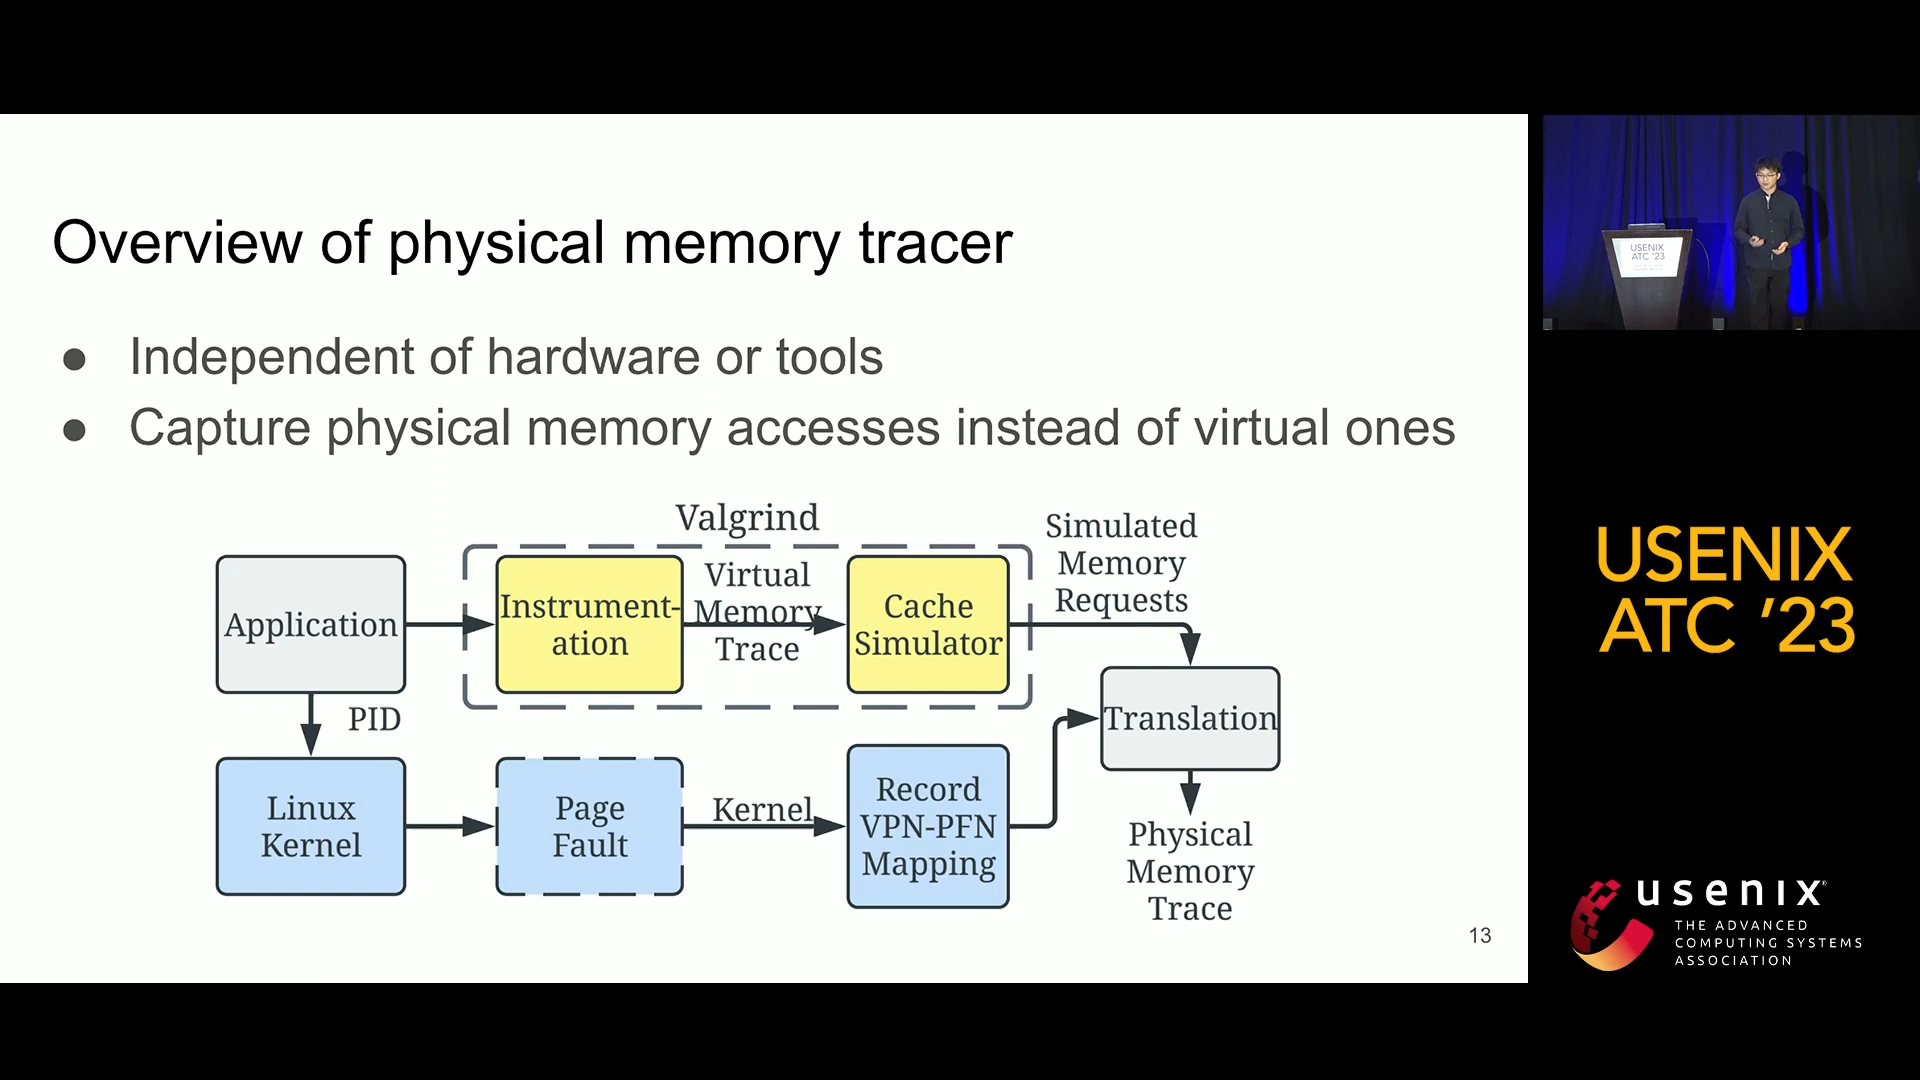 Overview of physical memory tracer
● Independent of hardware or tools
● Capture physical memory accesses instead of virtual ones
Valgrind
Simulated
Memory
Requests
Application
Instrument-
ation
Virtual
Memory
Trace
Cache
Simulator
Translation
PID
Linux
Kernel
Page
Fault
Kernel
Record
VPN-PFN
Mapping
Physical
Memory
Trace
13
USENIX
ATC '23
USENIX
ATC '23
usenix®
THE ADVANCED
COMPUTING SYSTEMS
ASSOCIATION